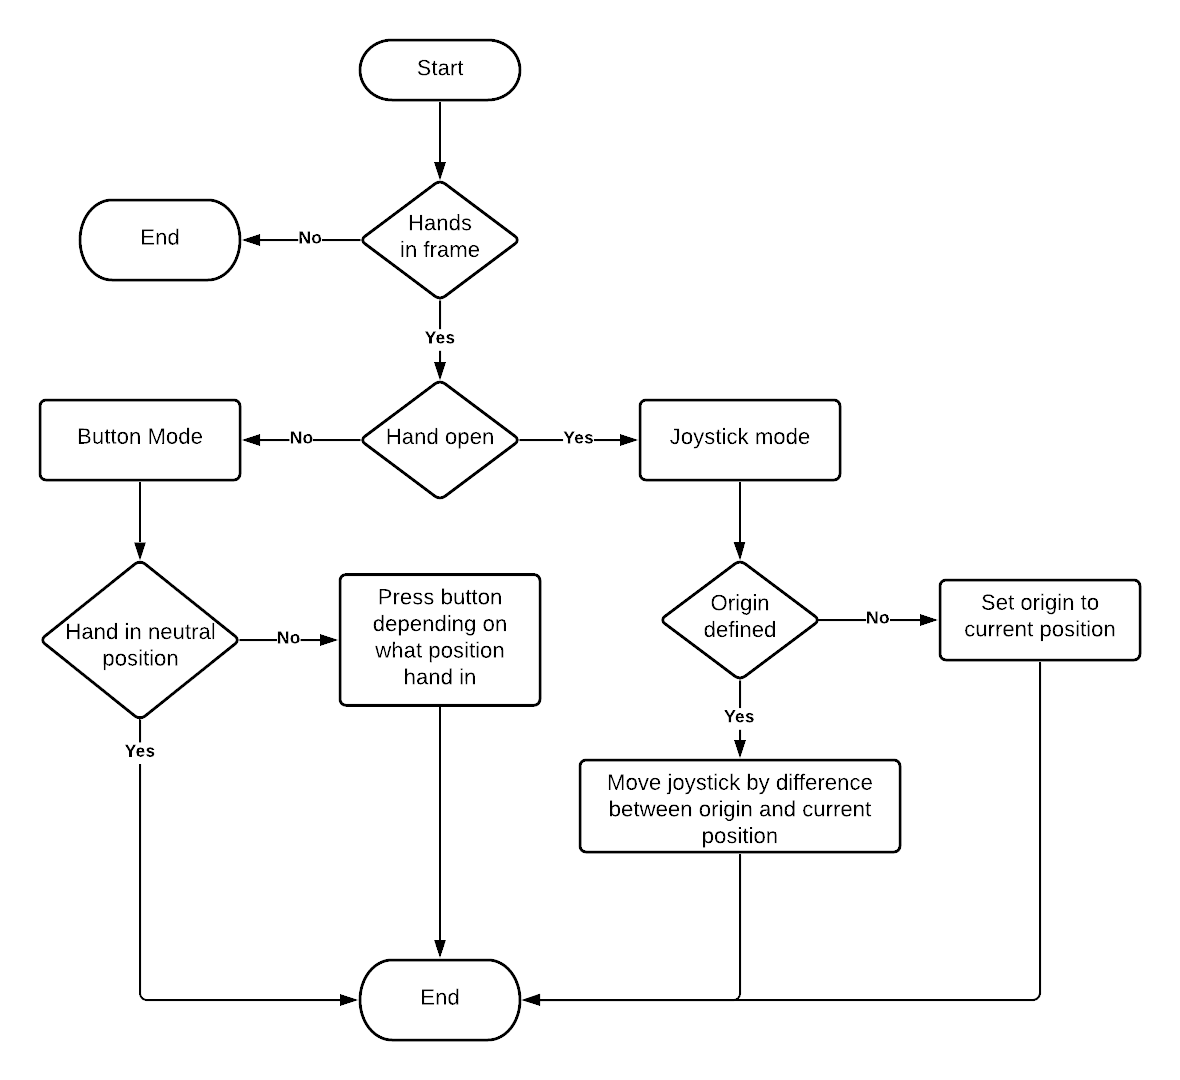 Start
Hands
in frame
No
End
Yes
Hand open
No
Button Mode
Yes
Joystick mode
Hand in neutral
position
No
Press button
depending on
what position
hand in
Yes
Origin
defined
No
Set origin to
current position
Yes
Move joystick by difference
between origin and current
position
End